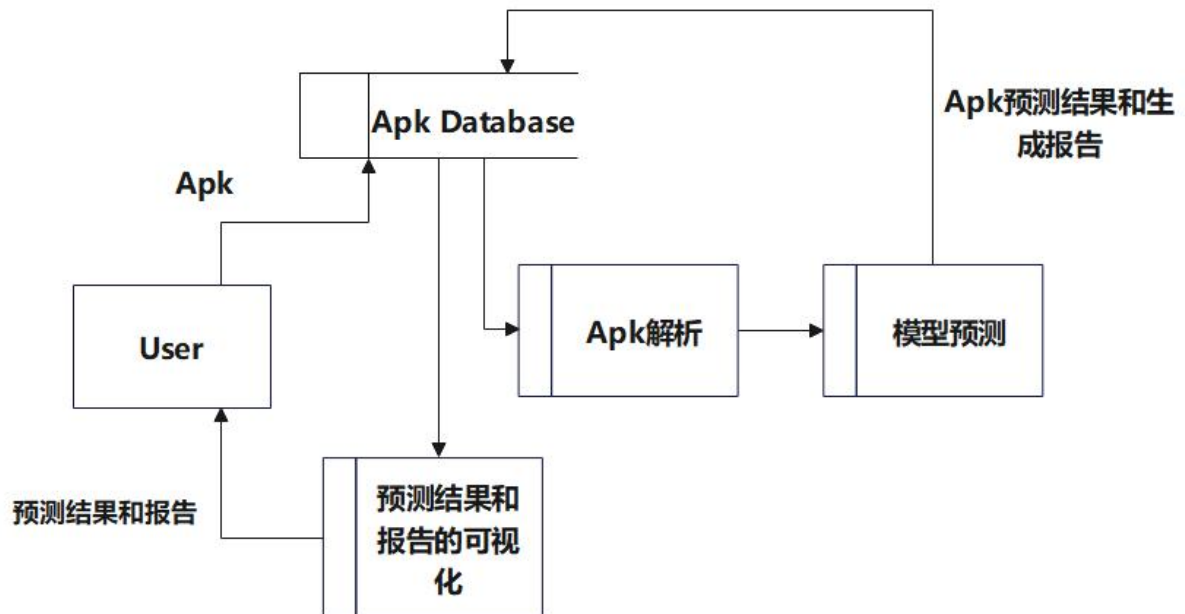 Apk Database
Apk预测结果和生
成报告
Apk
User
Apk解析
模型预测
预测结果和报告
预测结果和
报告的可视
化